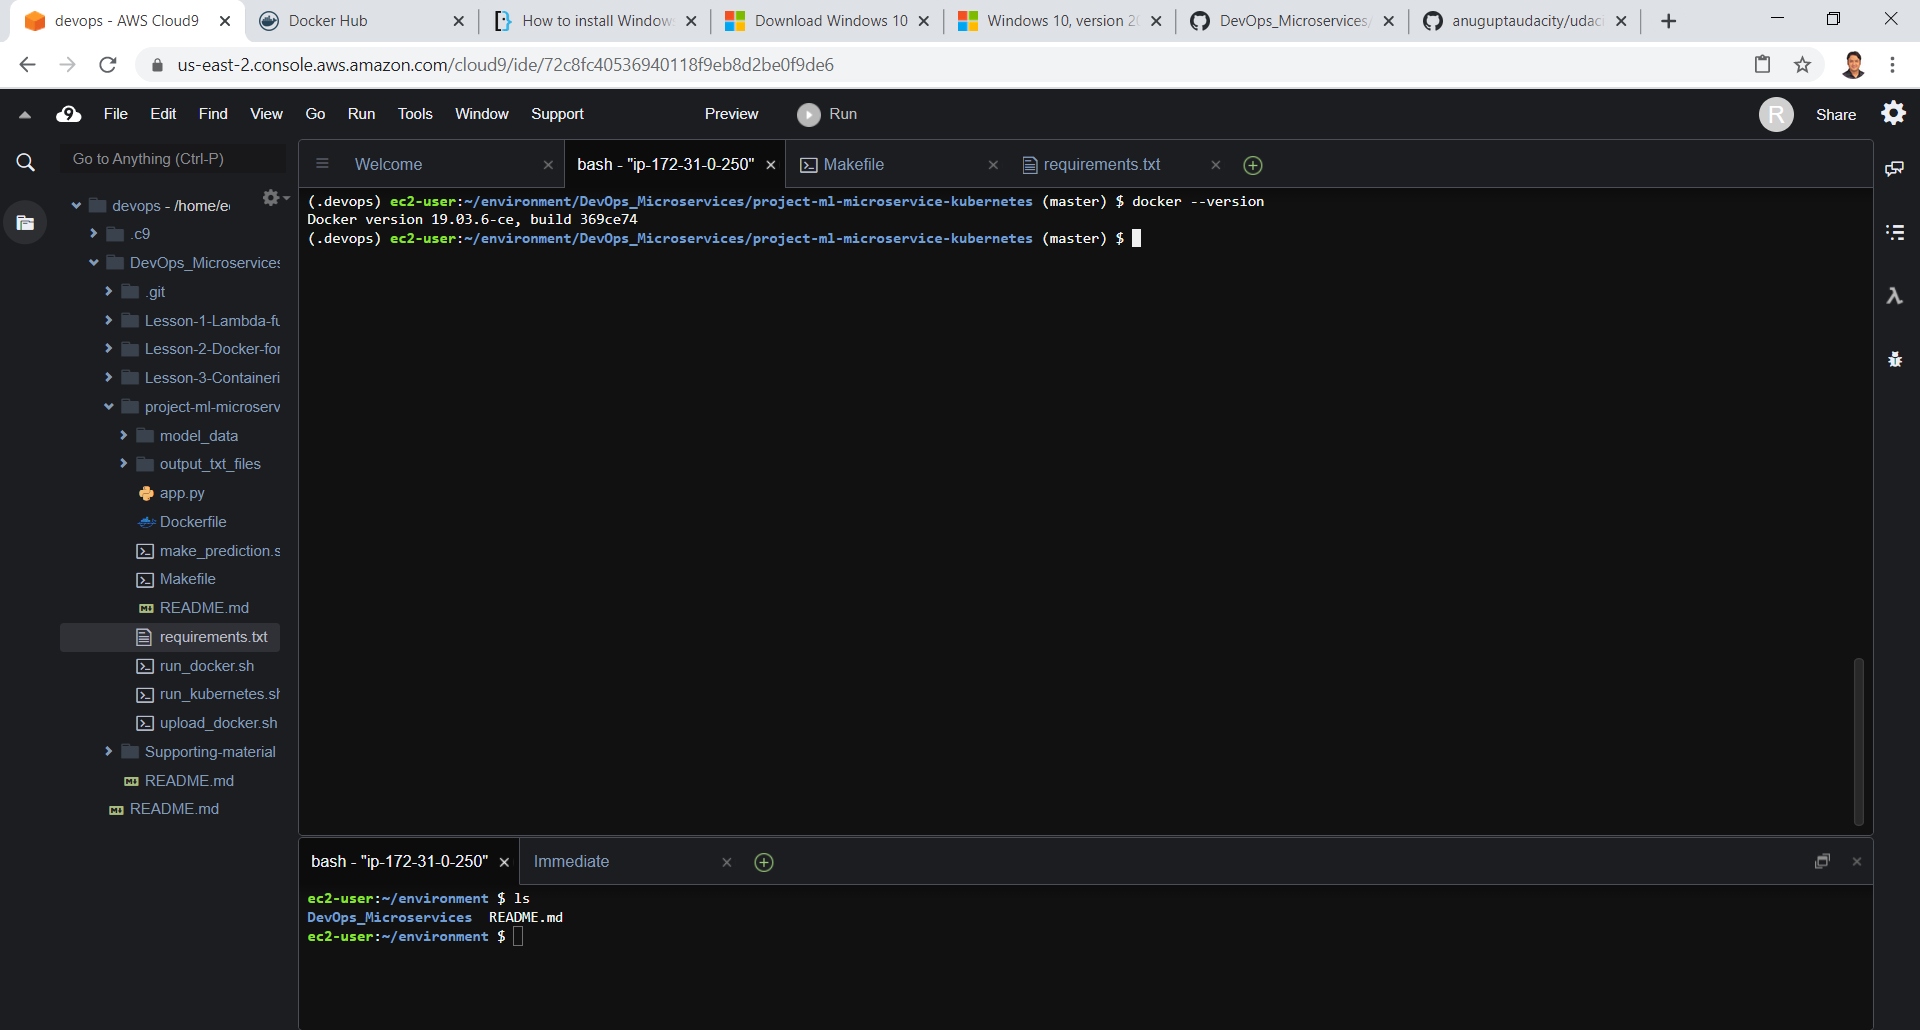 devops - AWS Cloud9
Docker Hub
How to install Window
Download Windows 10
Windows 10, version 20
DevOps_Microservices/
anuguptaudacity/udaci
us-east-2.console.aws.amazon.com/cloud9/ide/72c8fc40536940118f9eb8d2be0f9de6
9 File Edit Find View Go Run Tools Window Support Preview Run R Share
Go to Anything (Ctrl-P)
Welcome
bash - "ip-172-31-0-250"
Makefile
requirements.txt
devops - /home/ec
.c9
DevOps_Microservices
.git
Lesson-1-Lambda-fu
Lesson-2-Docker-for
Lesson-3-Containeri
project-ml-microserv
model_data
output_txt_files
app.py
Dockerfile
make_prediction.s
Makefile
README.md
requirements.txt
run_docker.sh
run_kubernetes.sh
upload_docker.sh
Supporting-material
README.md
README.md
(.devops) ec2-user:~/environment/DevOps_Microservices/project-ml-microservice-kubernetes (master) $ docker --version
Docker version 19.03.6-ce, build 369ce74
(.devops) ec2-user:~/environment/DevOps_Microservices/project-ml-microservice-kubernetes (master) $
bash - "ip-172-31-0-250"
Immediate
ec2-user:~/environment $ ls
DevOps_Microservices README.md
ec2-user:~/environment $